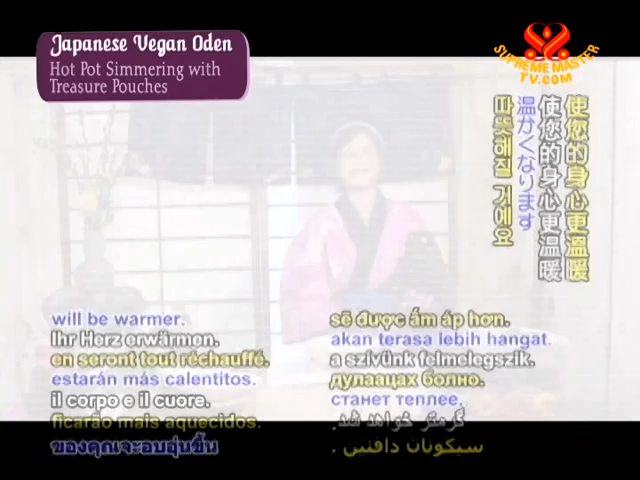 Japanese Vegan Oden
Hot Pot Simmering with
Treasure Pouches
SUPREME MASTER
TV.COM
使您的身心更溫暖
使您的身心更温暖
温かくなります
따뜻해질 거예요
will be warmer.
Ihr Herz erwärmen.
en seront tout réchauffé.
estarán más calentitos.
il corpo e il cuore.
ficarão mais aquecidos.
ของคุณจะอบอุ่นขึ้น
sẽ được ấm áp hơn.
akan terasa lebih hangat.
a szívünk felmelegszik.
дулаацах болно.
станет теплее.
گرمتر خواهد شد.